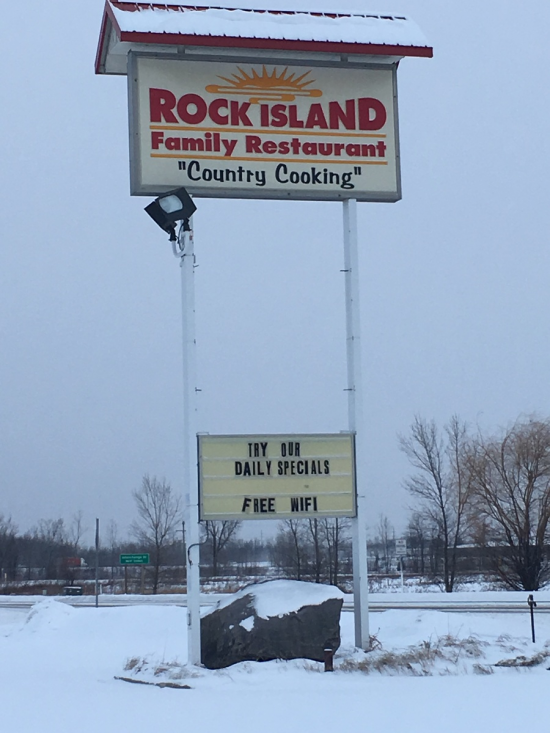 ROCK ISLAND
Family Restaurant
"Country Cooking"
TRY OUR
DAILY SPECIALS
FREE WIFI